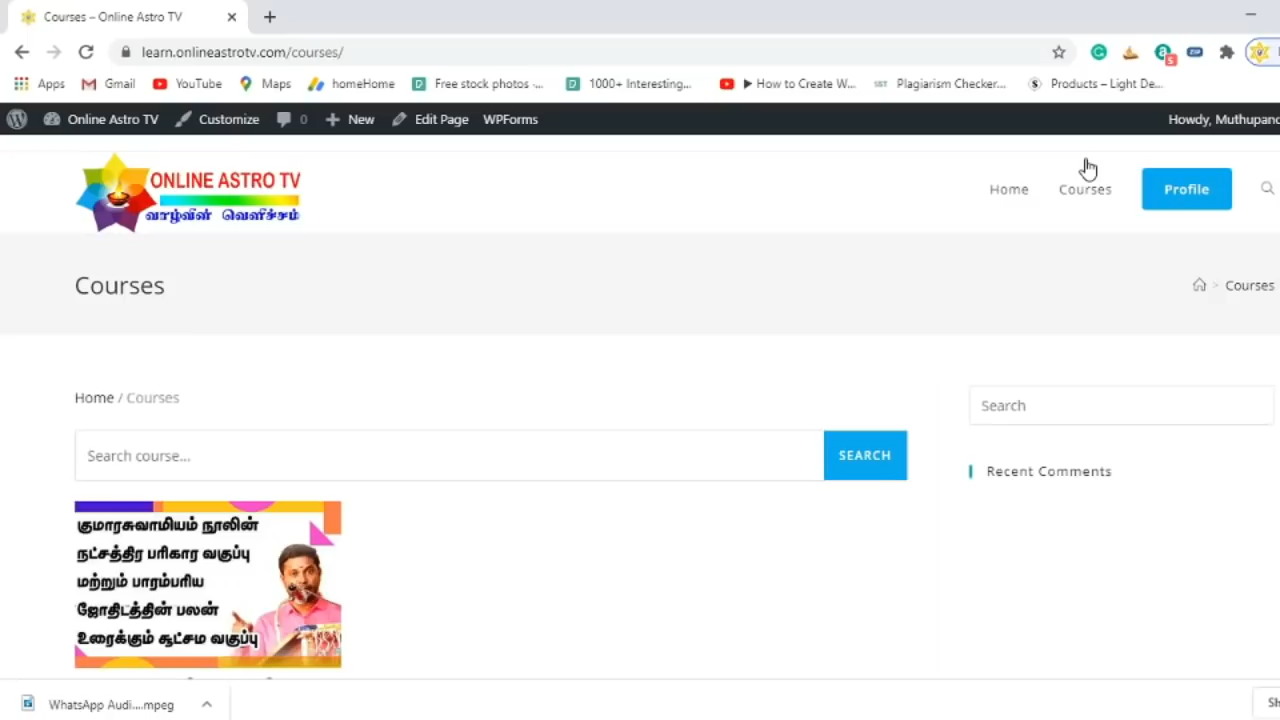 Courses – Online Astro TV
learn.onlineastrotv.com/courses/
Apps Gmail YouTube Maps homeHome Free stock photos -... 1000+ Interesting... ▶ How to Create W... Plagiarism Checker... Products – Light De...
Online Astro TV Customize 0 New Edit Page WPForms Howdy,
ONLINE ASTRO TV
வாழ்வின் வெளிச்சம்
Home Courses Profile
Courses
> Courses
Home / Courses
Search
Search course... SEARCH
Recent Comments
குமாரசுவாமியம் நூலின்
நட்சத்திர பரிகார வகுப்பு
மற்றும் பாரம்பரிய
ஜோதிடத்தின் பலன்
உரைக்கும் சூட்சம வகுப்பு
WhatsApp Audi....mpeg